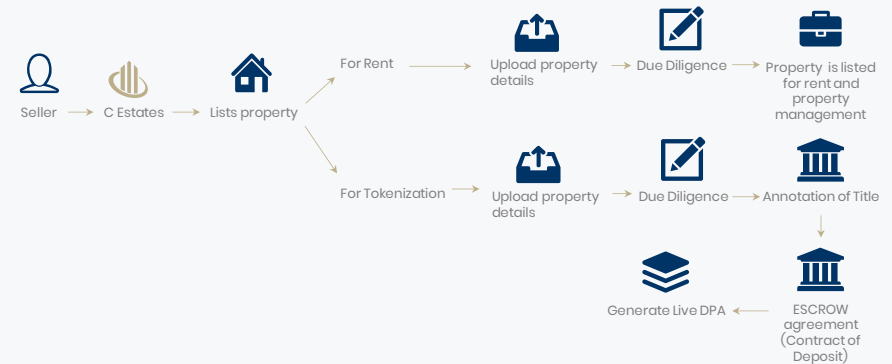 Seller
C Estates
Lists property
For Rent
Upload property
details
Due Diligence
Property is listed
for rent and
property
management
For Tokenization
Upload property
details
Due Diligence
Annotation of Title
ESCROW
agreement
(Contract of
Deposit)
Generate Live DPA